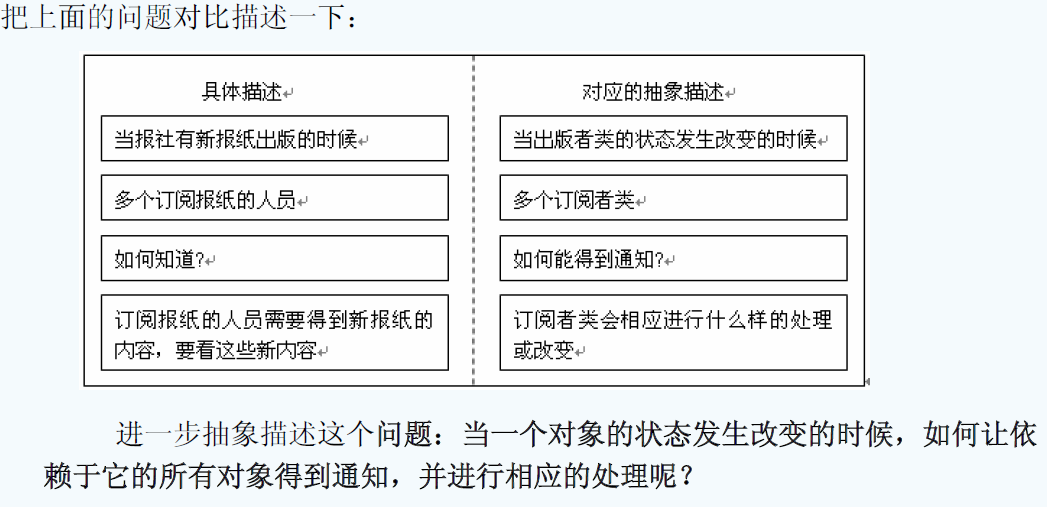 把上面的问题对比描述一下：
具体描述
当报社有新报纸出版的时候
多个订阅报纸的人员
如何知道?
订阅报纸的人员需要得到新报纸的
内容，要看这些新内容
对应的抽象描述
当出版者类的状态发生改变的时候
多个订阅者类
如何能得到通知?
订阅者类会相应进行什么样的处理
或改变
进一步抽象描述这个问题：当一个对象的状态发生改变的时候，如何让依
赖于它的所有对象得到通知，并进行相应的处理呢？